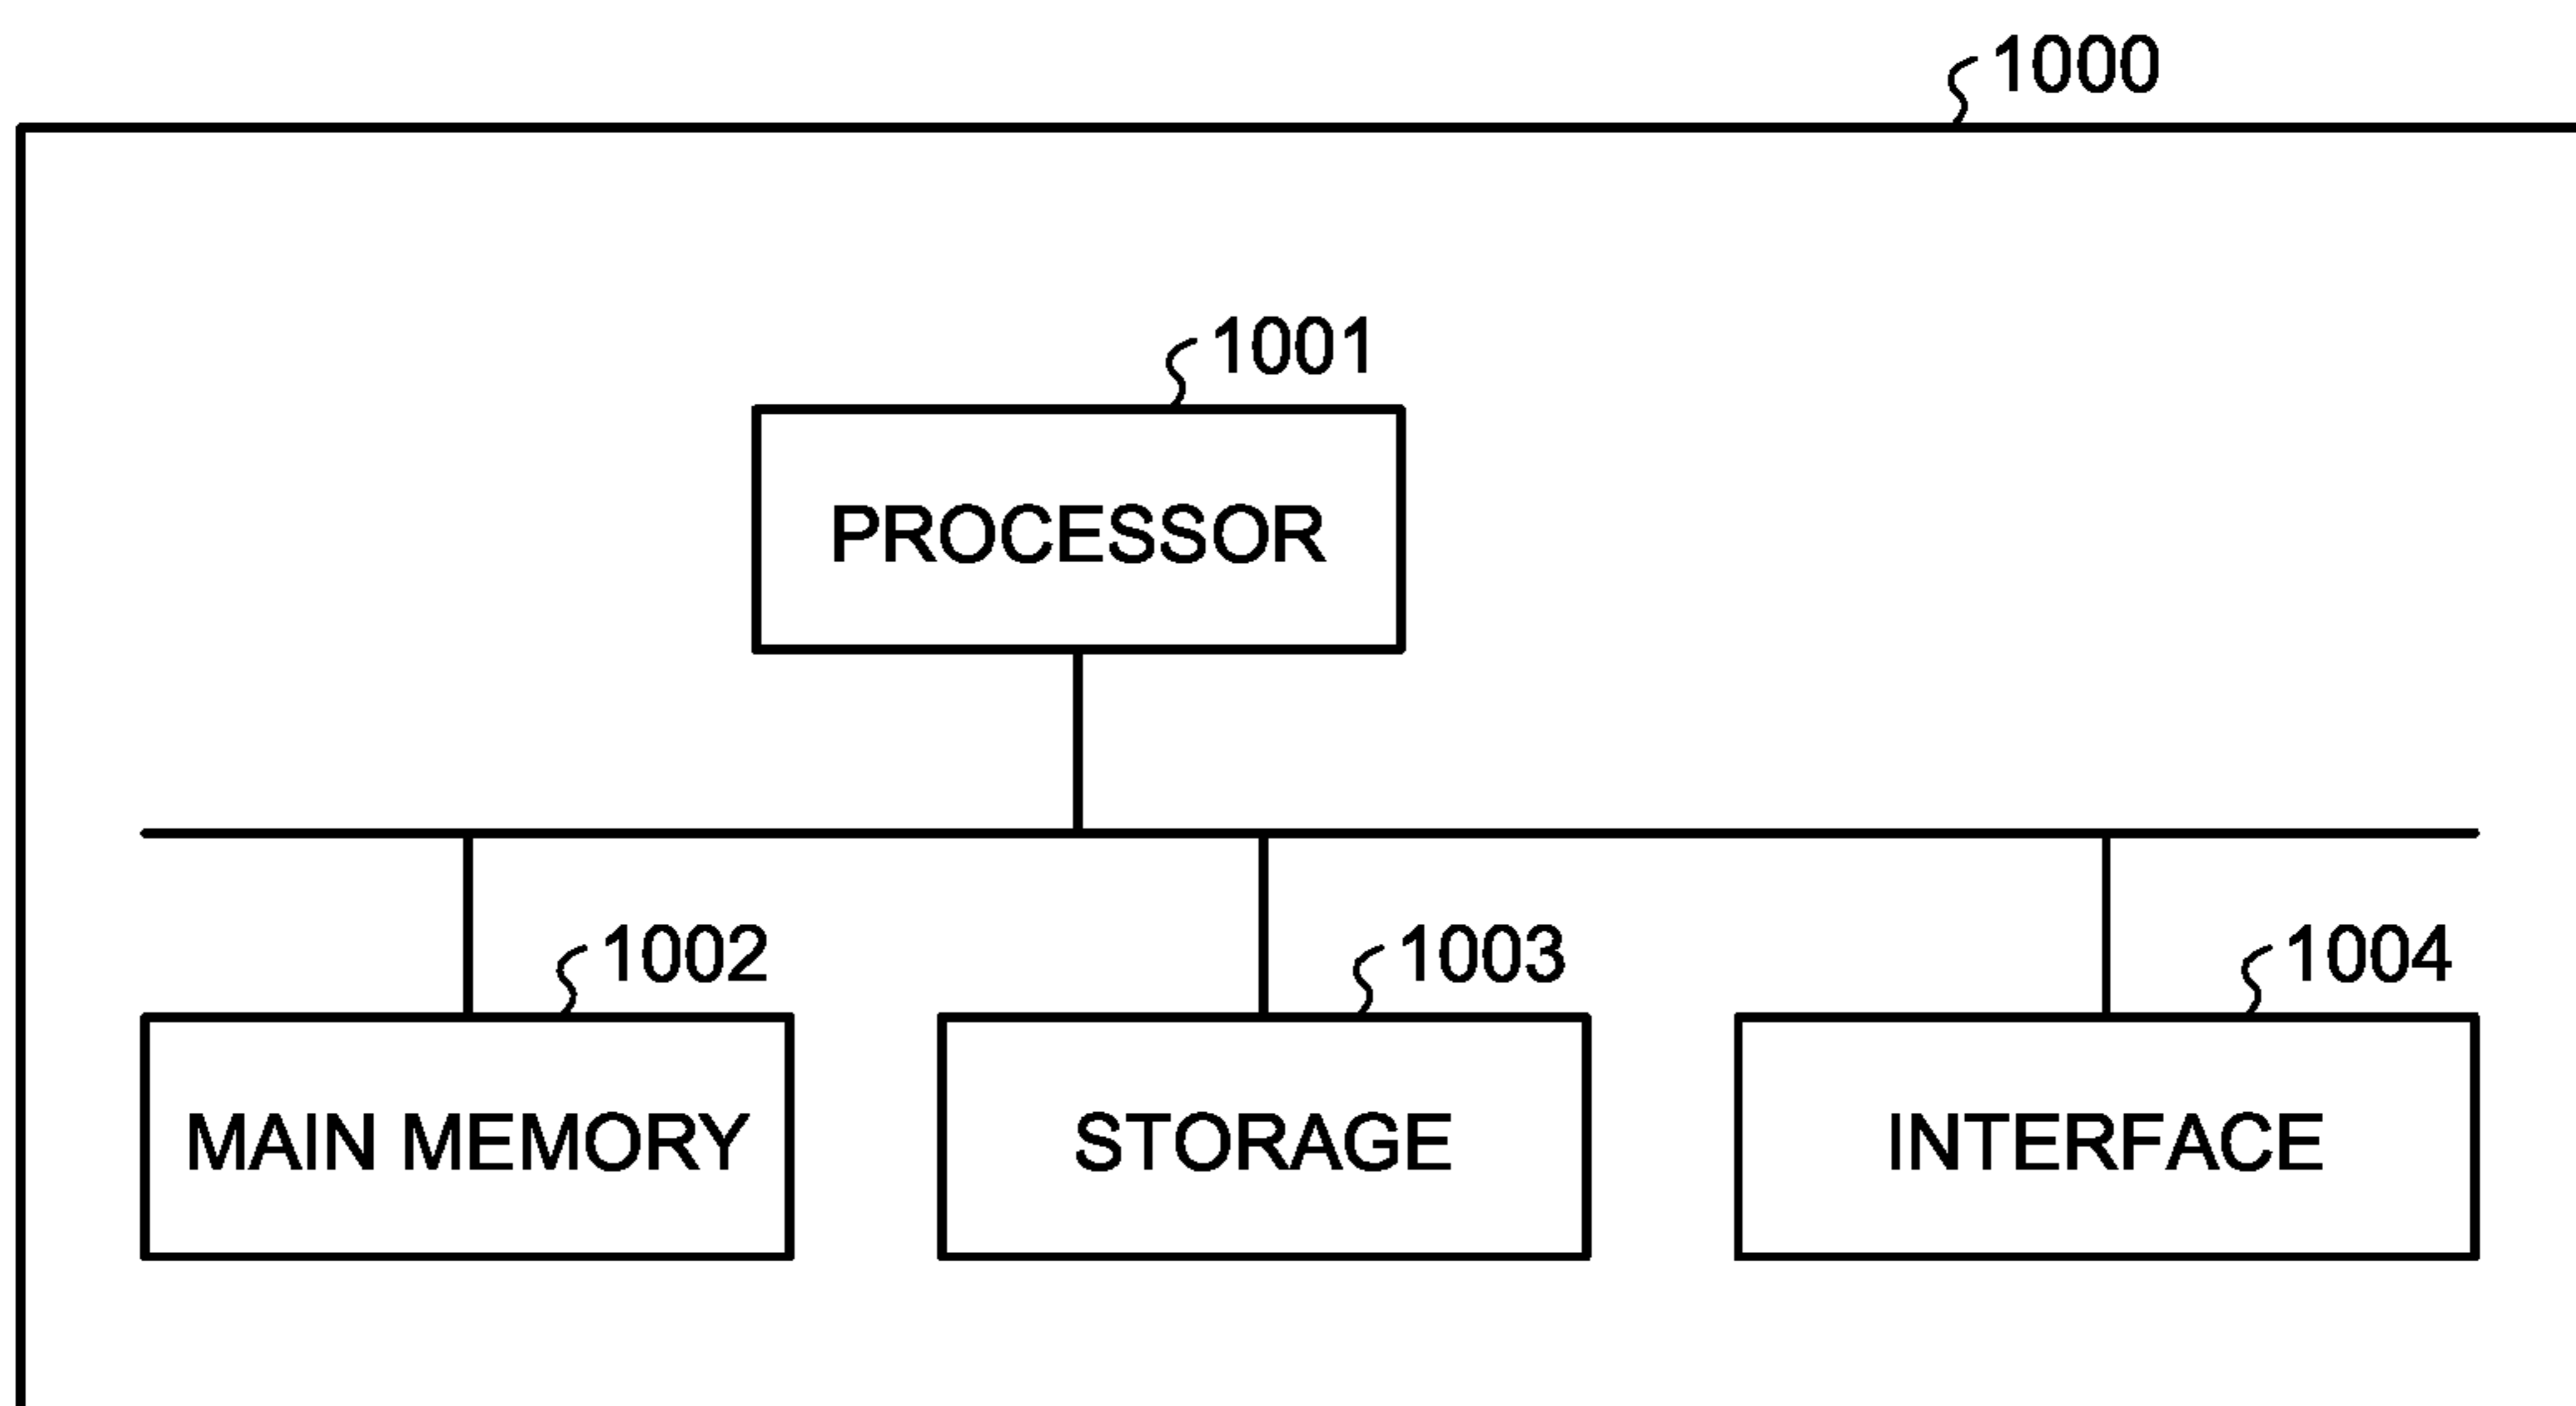 1000
1001
PROCESSOR
1002
1003
1004
MAIN MEMORY
STORAGE
INTERFACE